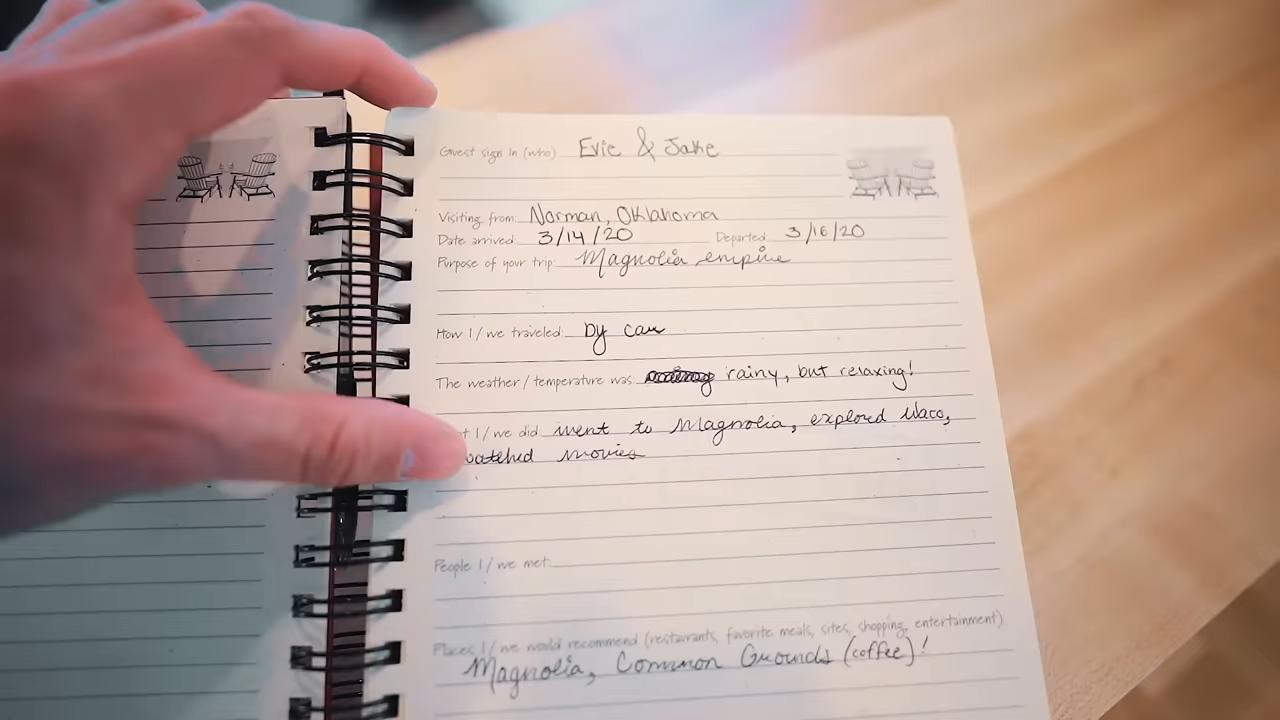 Guest sign in (who) Evie & Jake
Visiting from: Norman, Oklahoma
Date arrived: 3/14/20 Departed: 3/16/20
Purpose of your trip: Magnolia empire
How I/we traveled: by car
The weather/temperature was: rainy, but relaxing!
I/we did: went to Magnolia, explored Waco,
watched movies
People I/we met:
Places I/we would recommend (restaurants, favorite meals, sites, shopping, entertainment)
Magnolia, Common Grounds (coffee)!